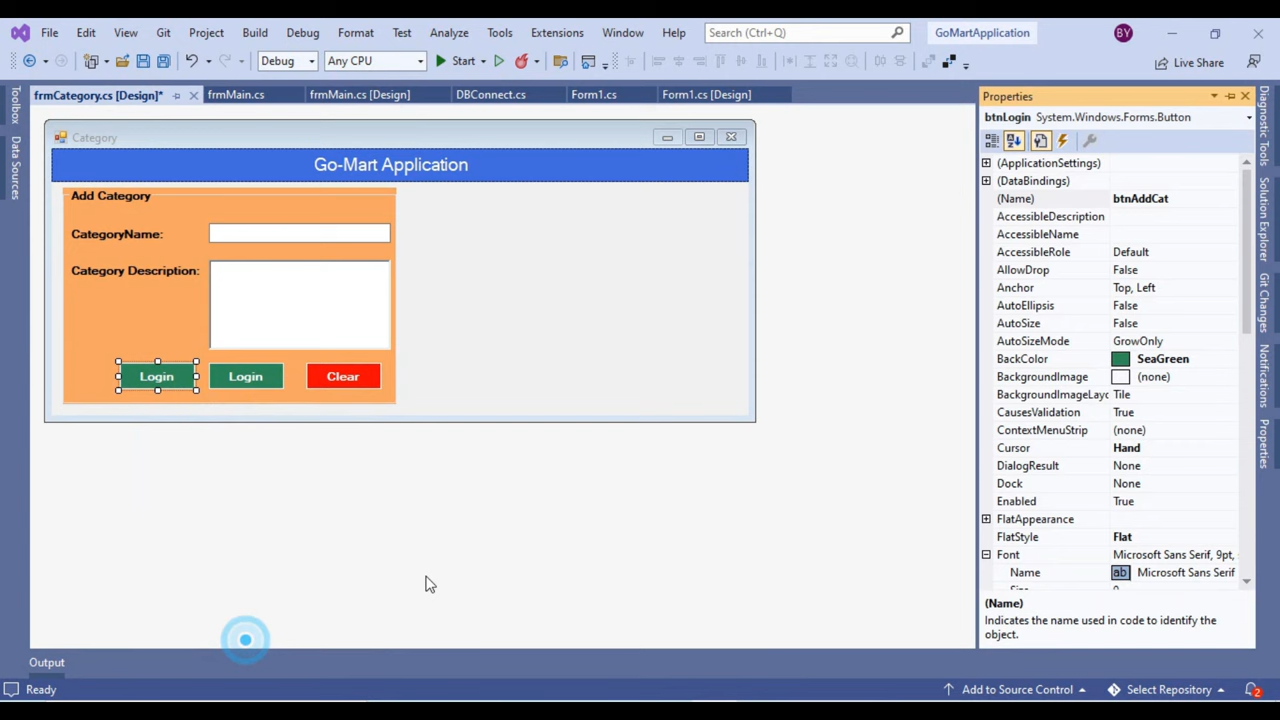 File Edit View Git Project Build Debug Format Test Analyze Tools Extensions Window Help Search (Ctrl+Q) GoMartApplication BY
Debug Any CPU Start Live Share
frmCategory.cs [Design]* frmMain.cs frmMain.cs [Design] DBConnect.cs Form1.cs Form1.cs [Design]
Toolbox
Data Sources
Category
Go-Mart Application
Add Category
CategoryName:
Category Description:
Login Login Clear
Properties
btnLogin System.Windows.Forms.Button
(ApplicationSettings)
(DataBindings)
(Name) btnAddCat
AccessibleDescription
AccessibleName
AccessibleRole Default
AllowDrop False
Anchor Top, Left
AutoEllipsis False
AutoSize False
AutoSizeMode GrowOnly
BackColor SeaGreen
BackgroundImage (none)
BackgroundImageLayc Tile
CausesValidation True
ContextMenuStrip (none)
Cursor Hand
DialogResult None
Dock None
Enabled True
FlatAppearance
FlatStyle Flat
Font Microsoft Sans Serif, 9pt,
Name ab Microsoft Sans Serif
(Name)
Indicates the name used in code to identify the
object.
Diagnostic Tools
Solution Explorer
Git Changes
Notifications
Properties
Output
Ready Add to Source Control Select Repository 2